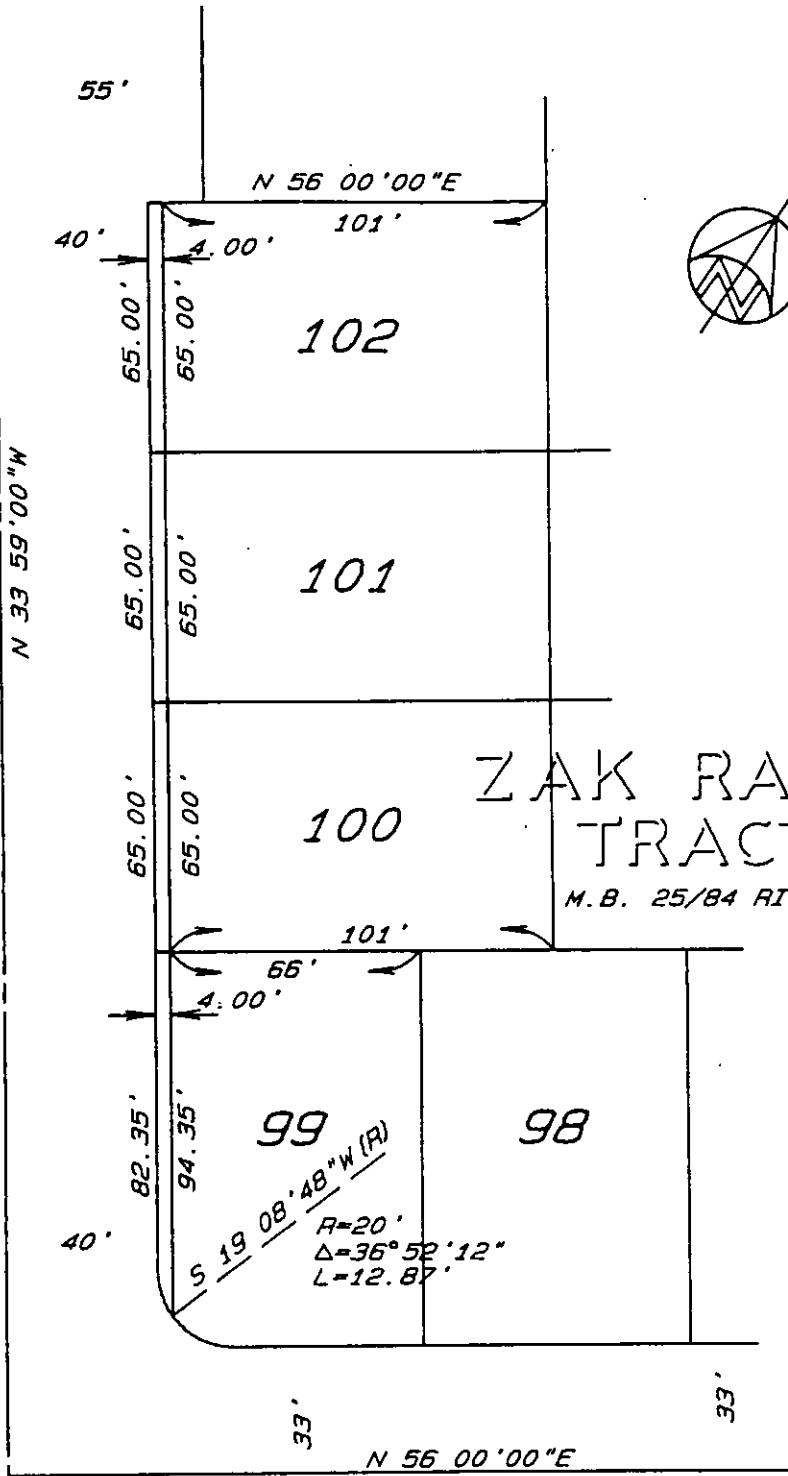 55'
N 56 00'00"E
101'
40'
4.00'
65.00'
65.00'
102
N 33 59'00"W
65.00'
65.00'
101
65.00'
65.00'
100
ZAK RA
TRACT
M.B. 25/84 RI
101'
66'
4.00'
82.35'
94.35'
99
98
S 19 08'48"W (R)
R=20'
Δ=36°52'12"
L=12.87'
40'
33'
33'
N 56 00'00"E